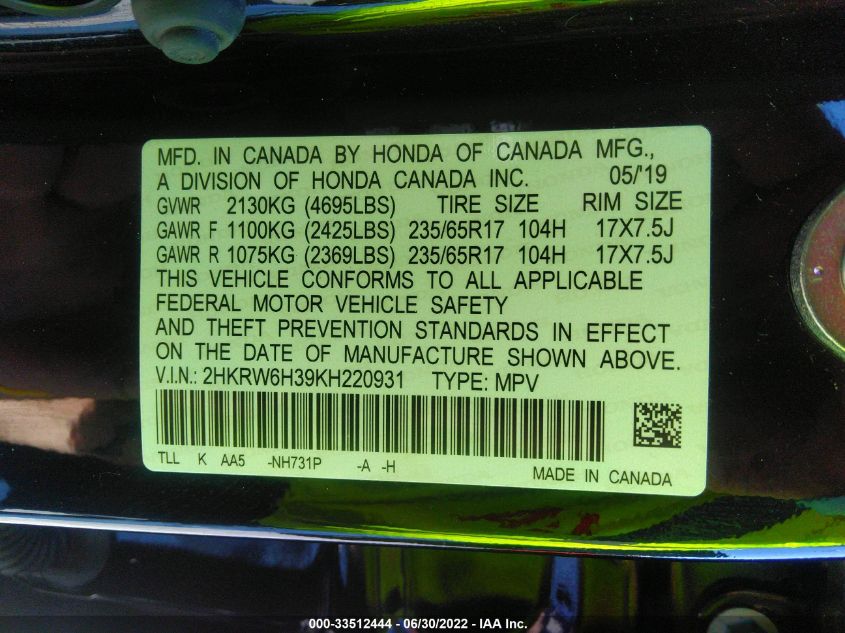 MFD. IN CANADA BY HONDA OF CANADA MFG.,
A DIVISION OF HONDA CANADA INC. 05/'19
GVWR 2130KG (4695LBS) TIRE SIZE RIM SIZE
GAWR F 1100KG (2425LBS) 235/65R17 104H 17X7.5J
GAWR R 1075KG (2369LBS) 235/65R17 104H 17X7.5J
THIS VEHICLE CONFORMS TO ALL APPLICABLE
FEDERAL MOTOR VEHICLE SAFETY
AND THEFT PREVENTION STANDARDS IN EFFECT
ON THE DATE OF MANUFACTURE SHOWN ABOVE.
V.I.N.: 2HKRW6H39KH220931 TYPE: MPV
TLL K AA5 -NH731P -A -H
MADE IN CANADA
000-33512444 - 06/30/2022 - IAA Inc.